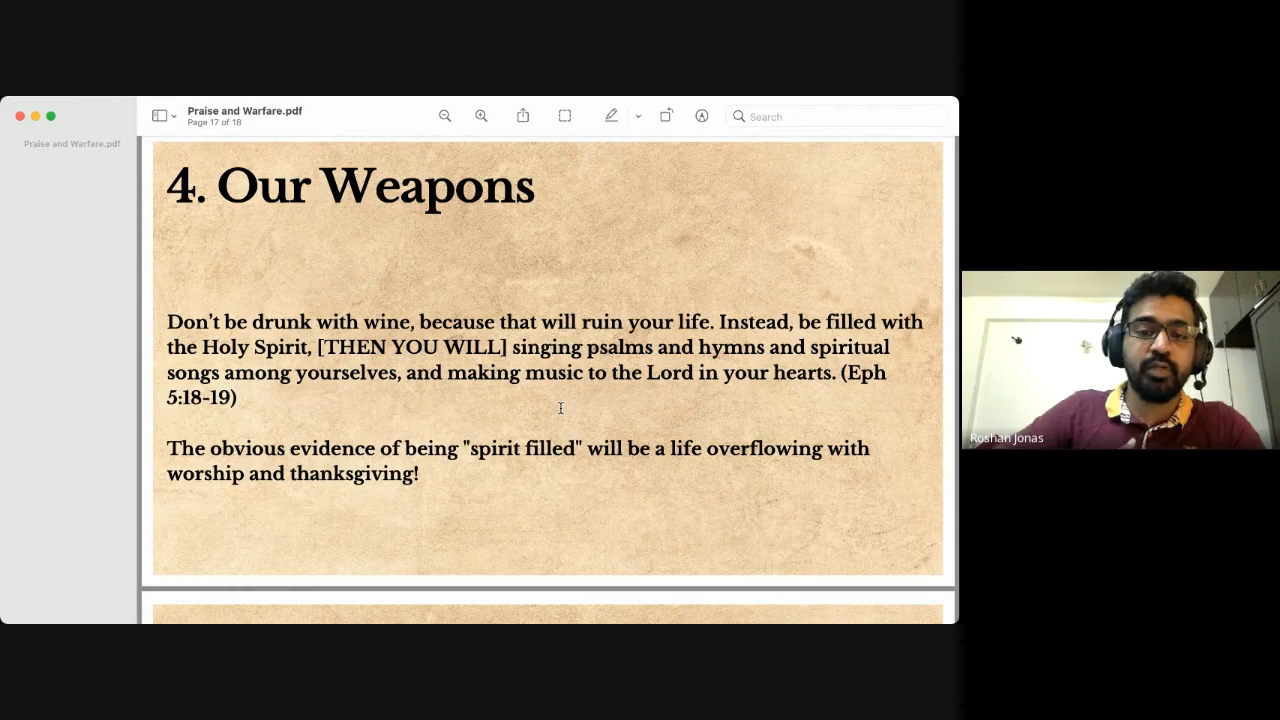 Praise and Warfare.pdf
Page 17 of 18
Search
Praise and Warfare.pdf
4. Our Weapons
Don’t be drunk with wine, because that will ruin your life. Instead, be filled with
the Holy Spirit, [THEN YOU WILL] singing psalms and hymns and spiritual
songs among yourselves, and making music to the Lord in your hearts. (Eph
5:18-19)
The obvious evidence of being "spirit filled" will be a life overflowing with
worship and thanksgiving!
Roshan Jonas